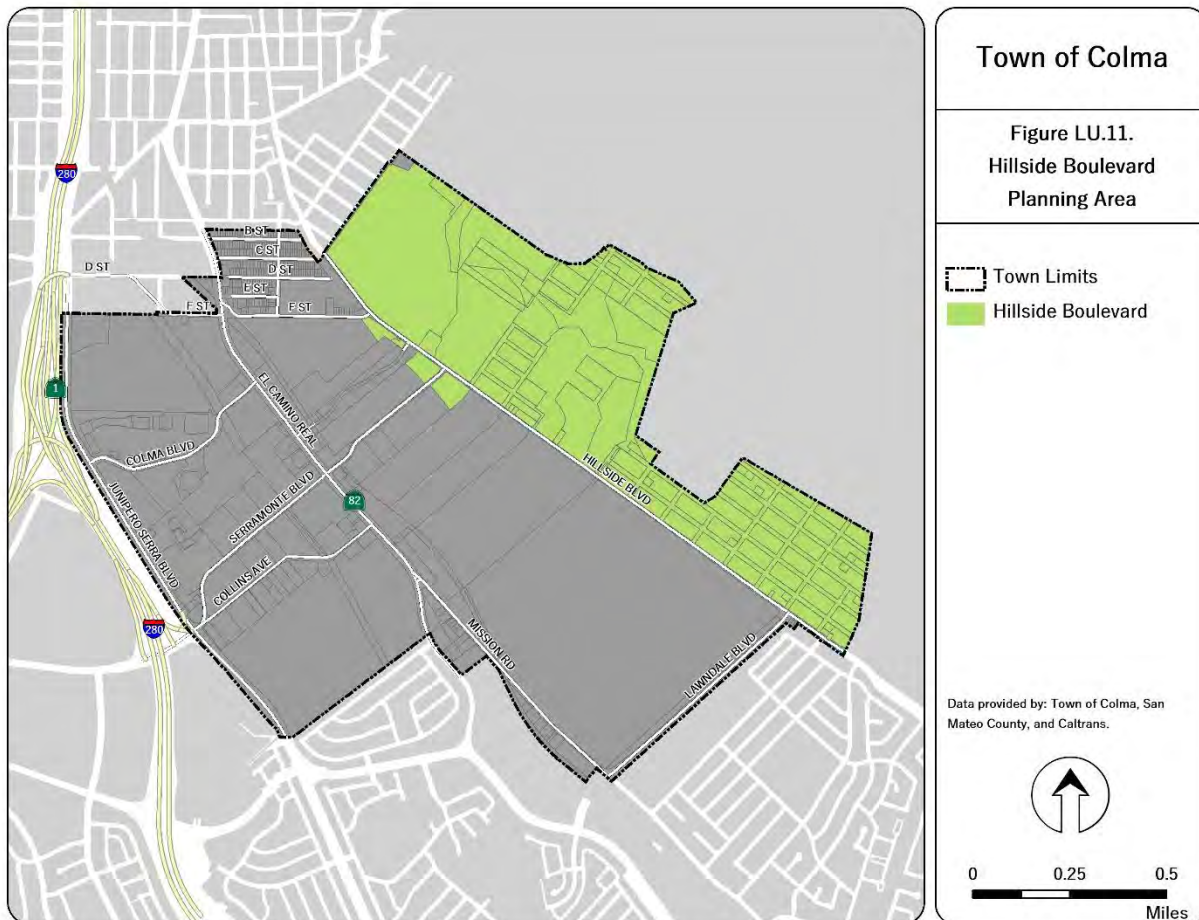 Town of Colma
Figure LU.11.
Hillside Boulevard
Planning Area
Town Limits
Hillside Boulevard
Data provided by: Town of Colma, San
Mateo County, and Caltrans.
0 0.25 0.5
Miles
280
B ST
C ST
D ST
D ST
E ST
F ST
F ST
1
EL CAMINO REAL
COLMA BLVD
HILLSIDE BLVD
JUNIPERO SERRA BLVD
SERRAMONTE BLVD
82
COLLINS AVE
280
MISSION RD
LAWNDALE BLVD